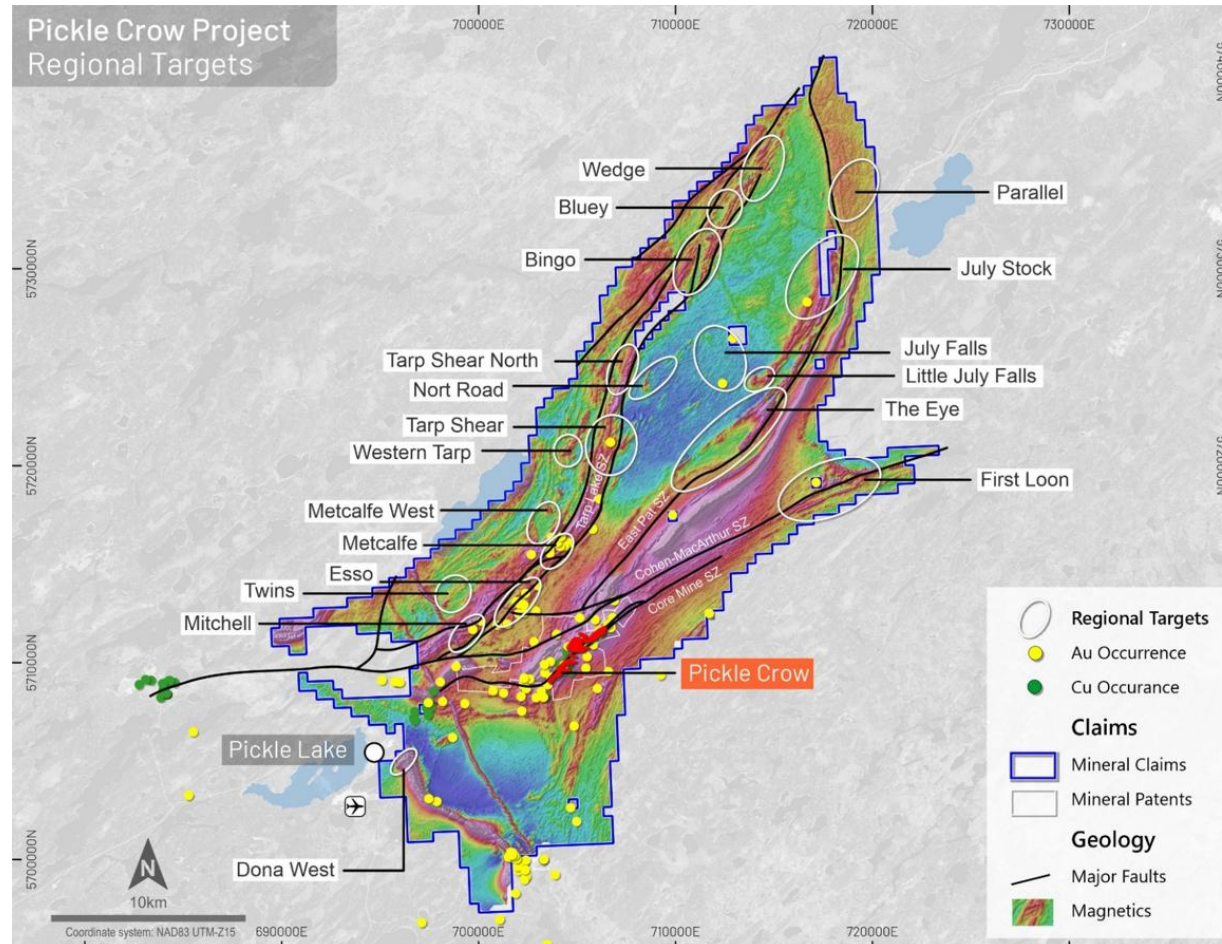 Pickle Crow Project
Regional Targets
700000E
710000E
720000E
730000E
5740000N
5730000N
5730000N
5720000N
5720000N
5710000N
5710000N
5700000N
690000E
700000E
710000E
Wedge
Bluey
Bingo
Parallel
July Stock
Tarp Shear North
Nort Road
July Falls
Little July Falls
The Eye
Tarp Shear
Western Tarp
First Loon
Metcalfe West
Metcalfe
Esso
Twins
Mitchell
Tarp Lake SZ
East Pat SZ
Cohen-MacArthur SZ
Core Mine SZ
Pickle Crow
Pickle Lake
Dona West
N
10km
Coordinate system: NAD83 UTM-Z15
Regional Targets
Au Occurrence
Cu Occurance
Claims
Mineral Claims
Mineral Patents
Geology
Major Faults
Magnetics